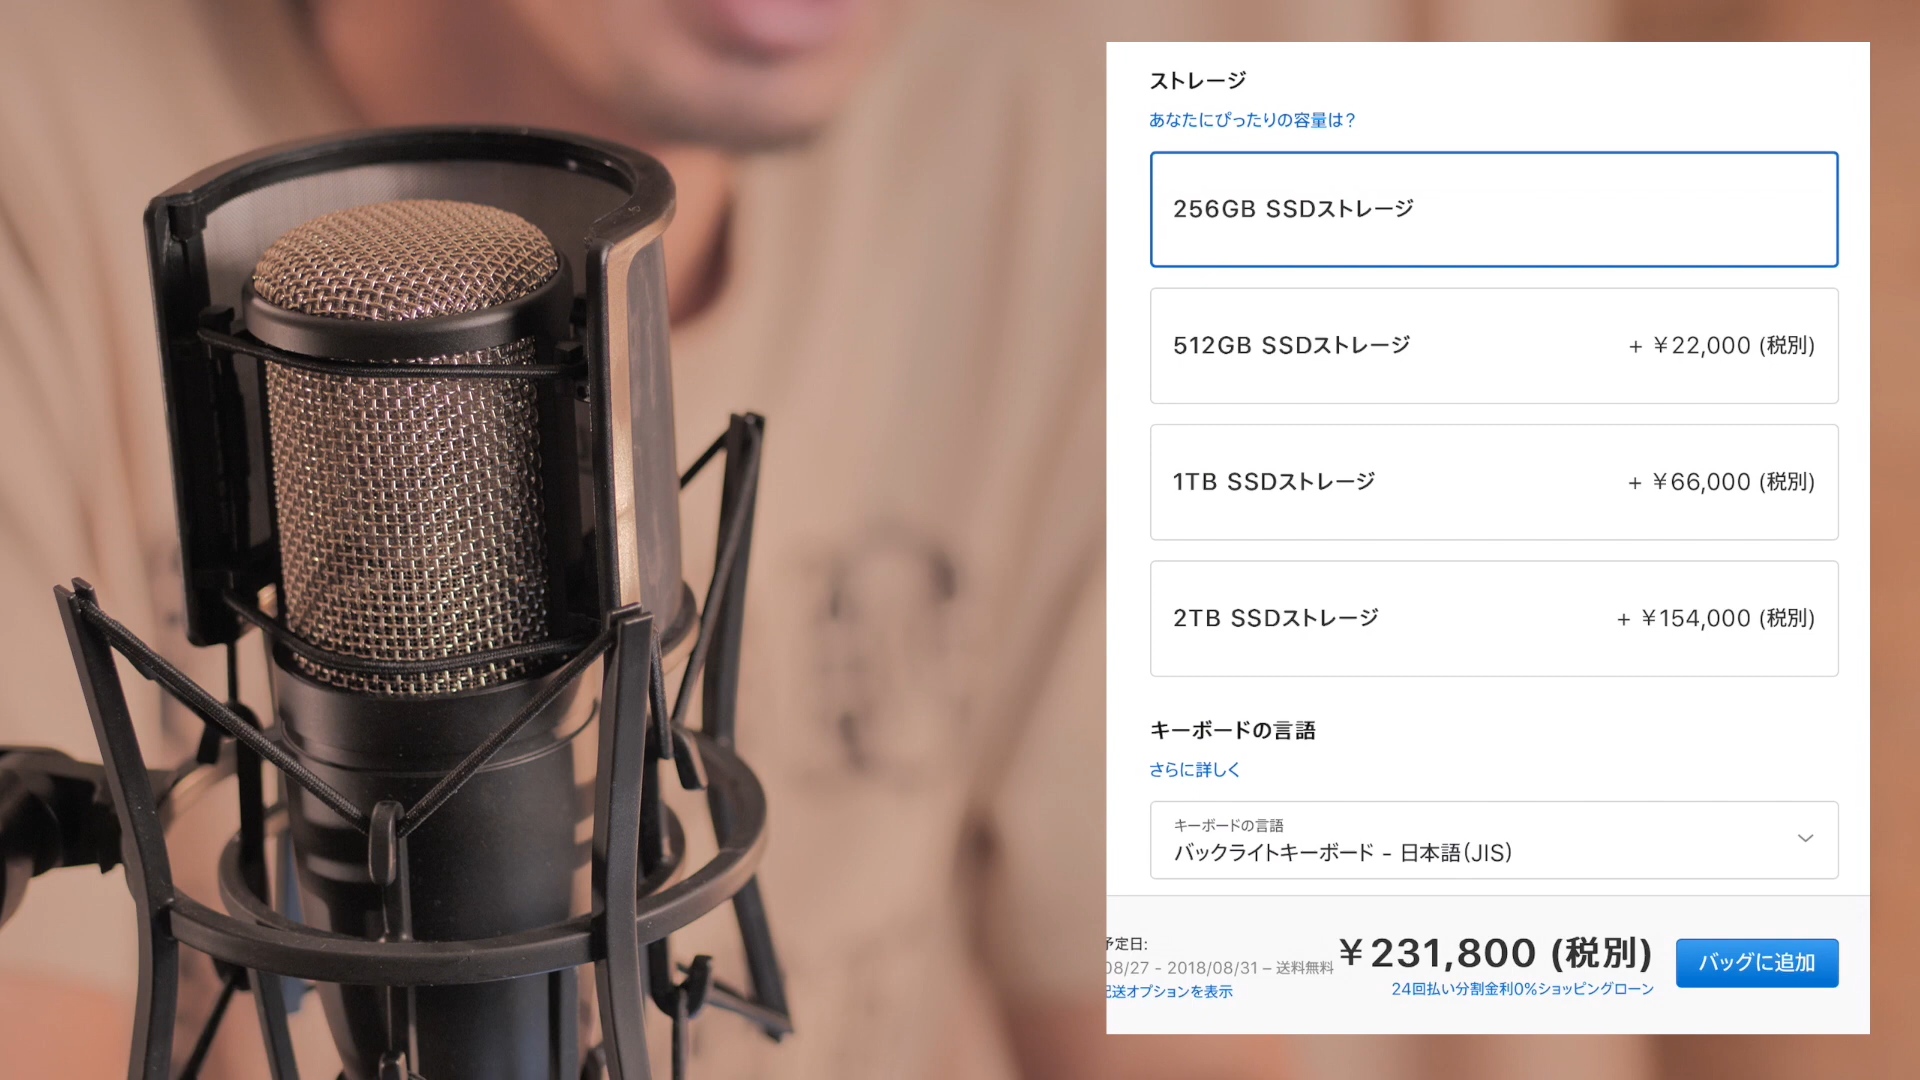 ストレージ
あなたにぴったりの容量は？
256GB SSDストレージ
512GB SSDストレージ + ¥22,000 (税別)
1TB SSDストレージ + ¥66,000 (税別)
2TB SSDストレージ + ¥154,000 (税別)
キーボードの言語
さらに詳しく
キーボードの言語
バックライトキーボード - 日本語(JIS)
予定日:
08/27 - 2018/08/31 – 送料無料
配送オプションを表示
¥231,800 (税別)
24回払い分割金利0%ショッピングローン
バッグに追加